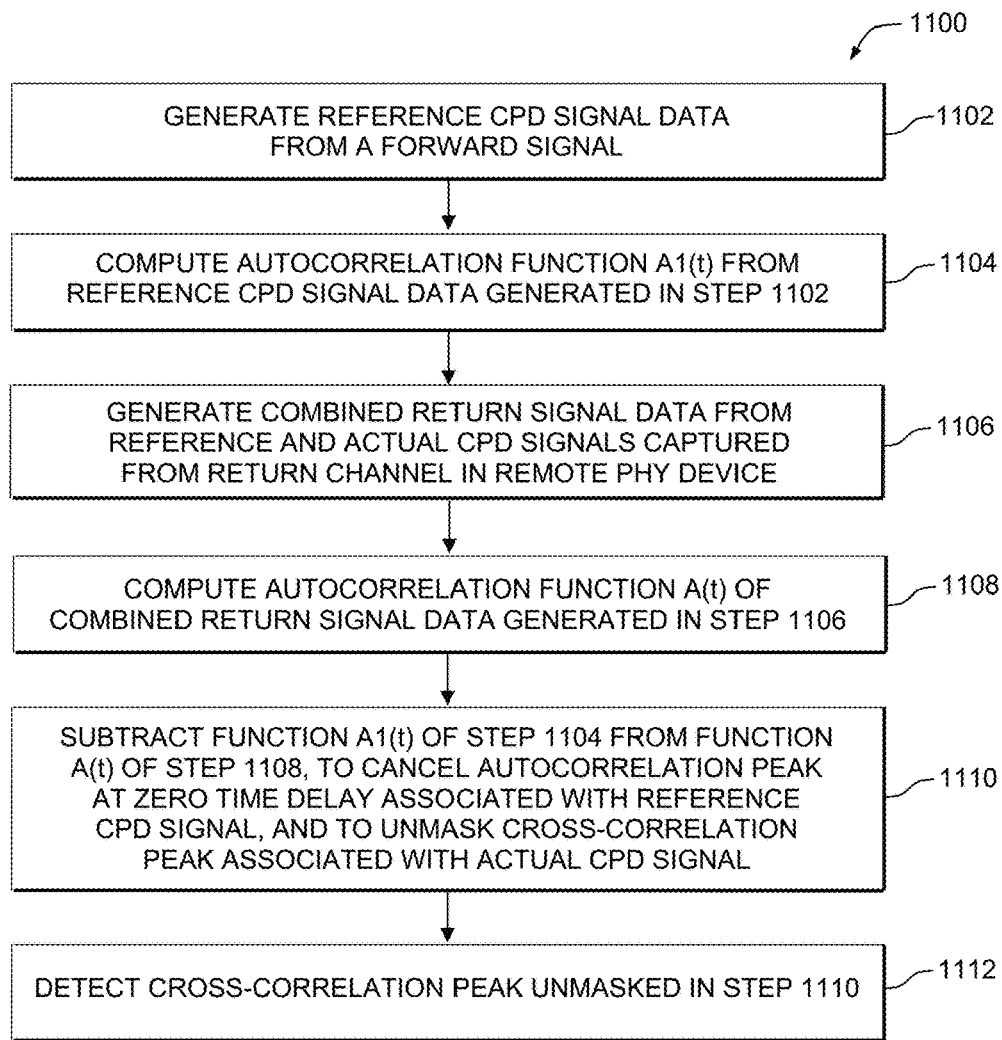 1100
GENERATE REFERENCE CPD SIGNAL DATA
FROM A FORWARD SIGNAL
1102
COMPUTE AUTOCORRELATION FUNCTION A1(t) FROM
REFERENCE CPD SIGNAL DATA GENERATED IN STEP 1102
1104
GENERATE COMBINED RETURN SIGNAL DATA FROM
REFERENCE AND ACTUAL CPD SIGNALS CAPTURED
FROM RETURN CHANNEL IN REMOTE PHY DEVICE
1106
COMPUTE AUTOCORRELATION FUNCTION A(t) OF
COMBINED RETURN SIGNAL DATA GENERATED IN STEP 1106
1108
SUBTRACT FUNCTION A1(t) OF STEP 1104 FROM FUNCTION
A(t) OF STEP 1108, TO CANCEL AUTOCORRELATION PEAK
AT ZERO TIME DELAY ASSOCIATED WITH REFERENCE
CPD SIGNAL, AND TO UNMASK CROSS-CORRELATION
PEAK ASSOCIATED WITH ACTUAL CPD SIGNAL
1110
DETECT CROSS-CORRELATION PEAK UNMASKED IN STEP 1110
1112